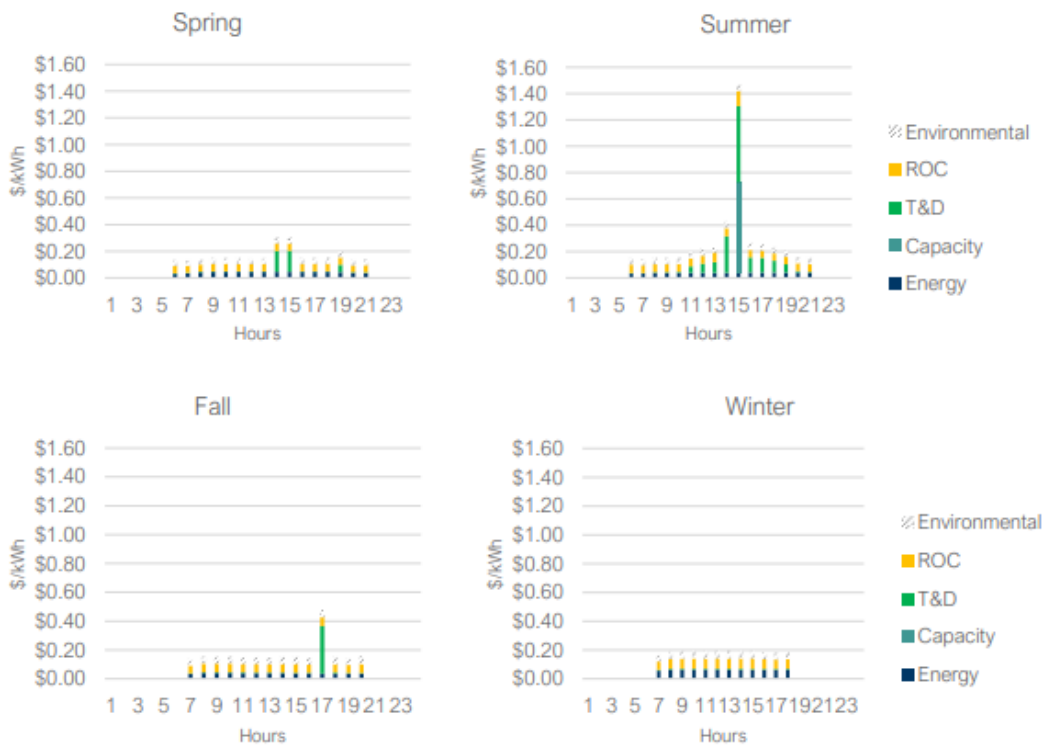 Spring
$1.60
$1.40
$1.20
$1.00
$0.80
$0.60
$0.40
$0.20
$0.00
$/kWh
1 3 5 7 9 11 13 15 17 19 21 23
Hours
Summer
$1.60
$1.40
$1.20
$1.00
$0.80
$0.60
$0.40
$0.20
$0.00
$/kWh
1 3 5 7 9 11 13 15 17 19 21 23
Hours
Environmental
ROC
T&D
Capacity
Energy
Fall
$1.60
$1.40
$1.20
$1.00
$0.80
$0.60
$0.40
$0.20
$0.00
$/kWh
1 3 5 7 9 11 13 15 17 19 21 23
Hours
Winter
$1.60
$1.40
$1.20
$1.00
$0.80
$0.60
$0.40
$0.20
$0.00
$/kWh
1 3 5 7 9 11 13 15 17 19 21 23
Hours
Environmental
ROC
T&D
Capacity
Energy